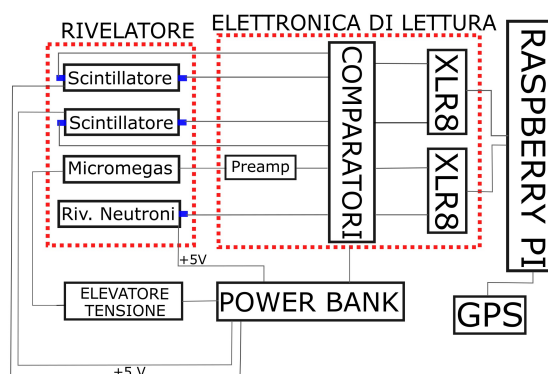 RIVELATORE
ELETTRONICA DI LETTURA
Scintillatore
Scintillatore
Micromegas
Riv. Neutroni
Preamp
COMPARATORI
XLR8
XLR8
RASPBERRY PI
+5V
ELEVATORE
TENSIONE
POWER BANK
GPS
+5 V